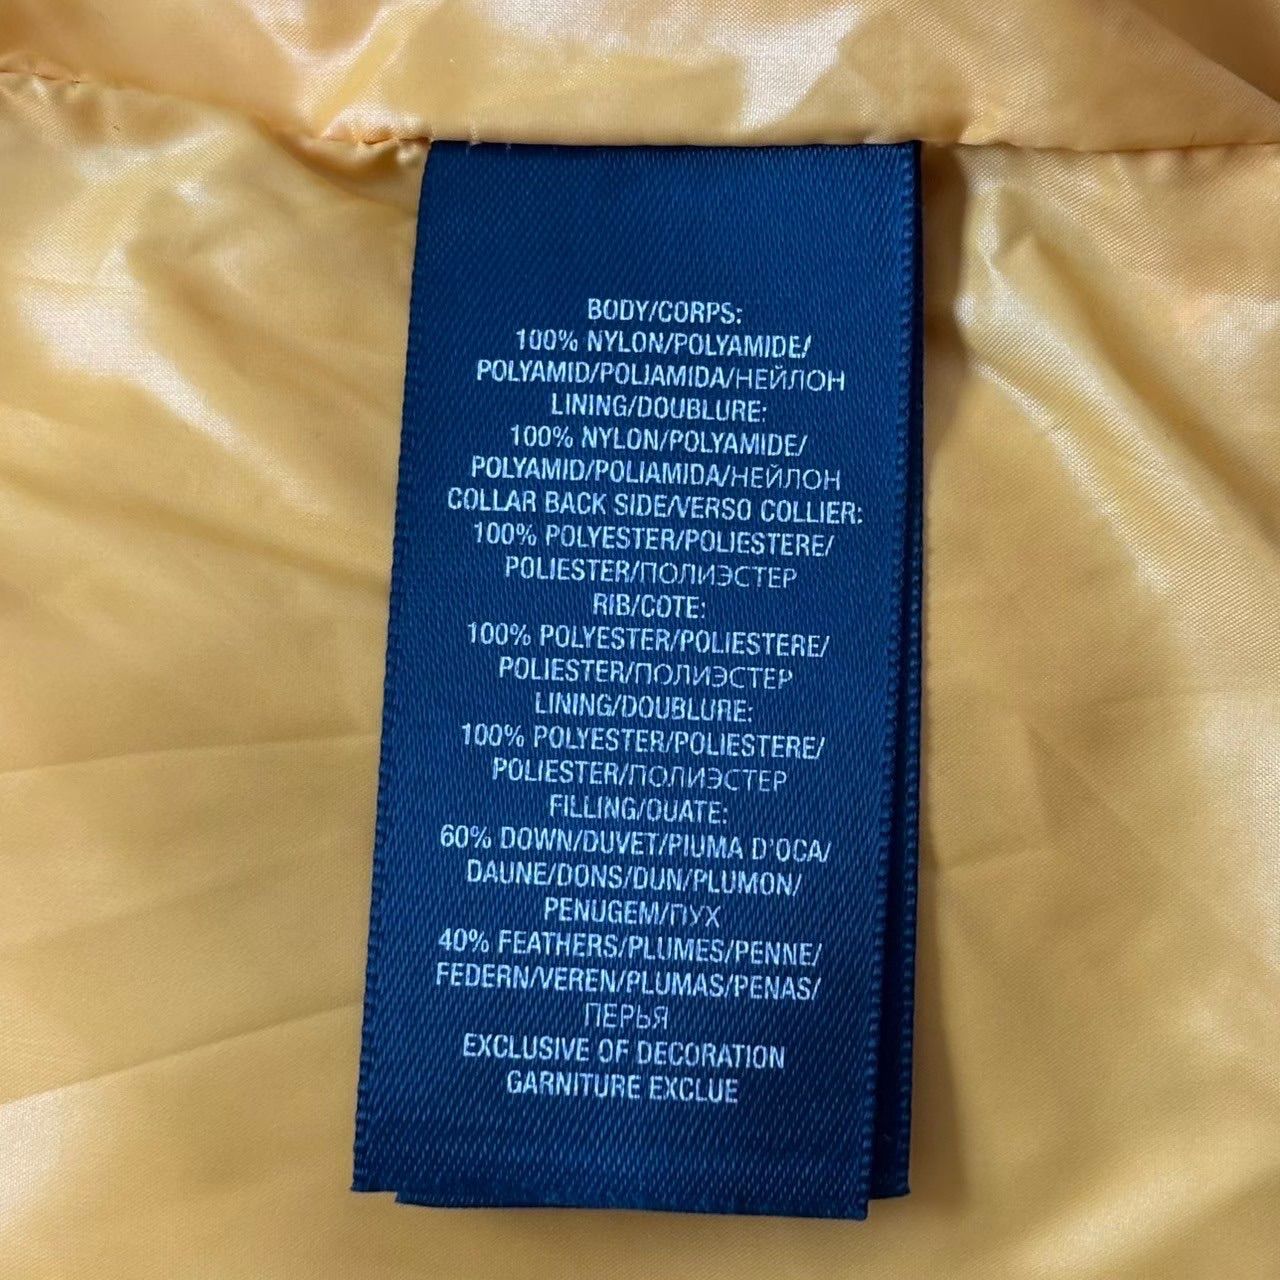 BODY/CORPS:
100% NYLON/POLYAMIDE/
POLYAMID/POLIAMIDA/НЕЙЛОН
LINING/DOUBLURE:
100% NYLON/POLYAMIDE/
POLYAMID/POLIAMIDA/НЕЙЛОН
COLLAR BACK SIDE/VERSO COLLIER:
100% POLYESTER/POLIESTERE/
POLIESTER/ПОЛИЭСТЕР
RIB/COTE:
100% POLYESTER/POLIESTERE/
POLIESTER/ПОЛИЭСТЕР
LINING/DOUBLURE:
100% POLYESTER/POLIESTERE/
POLIESTER/ПОЛИЭСТЕР
FILLING/OUATE:
60% DOWN/DUVET/PIUMA D'OCA/
DAUNE/DONS/DUN/PLUMON/
PENUGEM/ПУХ
40% FEATHERS/PLUMES/PENNE/
FEDERN/VEREN/PLUMAS/PENAS/
ПЕРЬЯ
EXCLUSIVE OF DECORATION
GARNITURE EXCLUE